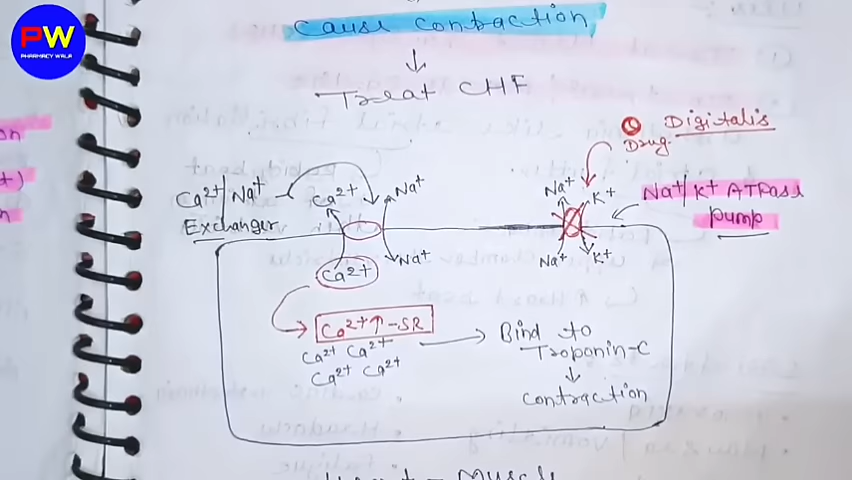 PW
PHARMACY WALA
Cause contraction
↓
Treat CHF
Digitalis
Drug
Ca2+/Na+
Exchanger
Ca2+
Na+
Na+
K+
Na+/K+ ATPase
pump
Ca2+
Na+
Na+
K+
Ca2+↑-SR
Ca2+ Ca2+
Ca2+ Ca2+
Bind to
Troponin-C
↓
contraction
Muscle